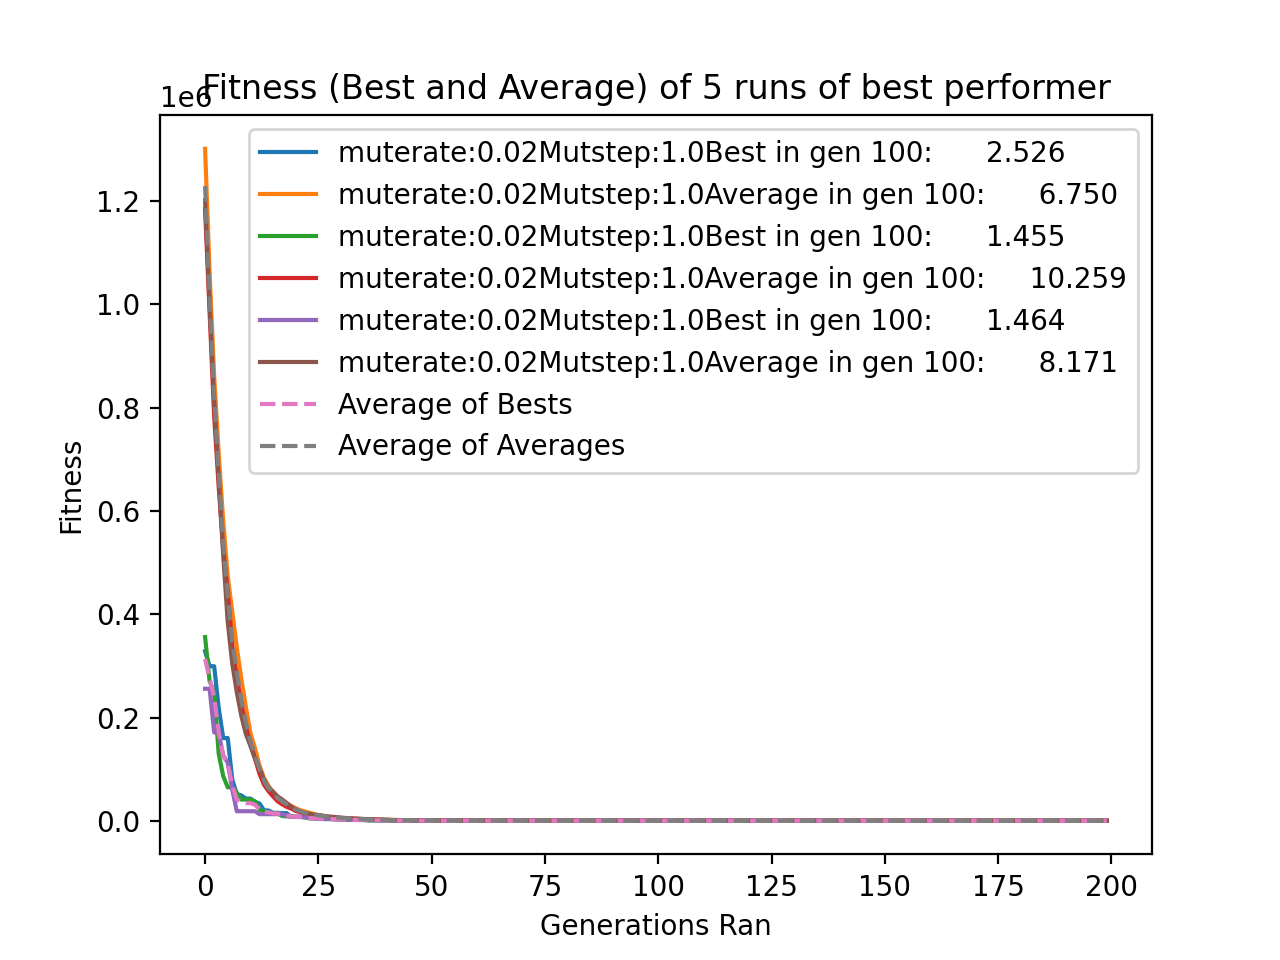 Fitness (Best and Average) of 5 runs of best performer
1e6
muterate:0.02Mutstep:1.0Best in gen 100: 2.526
muterate:0.02Mutstep:1.0Average in gen 100: 6.750
muterate:0.02Mutstep:1.0Best in gen 100: 1.455
muterate:0.02Mutstep:1.0Average in gen 100: 10.259
muterate:0.02Mutstep:1.0Best in gen 100: 1.464
muterate:0.02Mutstep:1.0Average in gen 100: 8.171
Average of Bests
Average of Averages
1.2
1.0
0.8
0.6
0.4
0.2
0.0
Fitness
0 25 50 75 100 125 150 175 200
Generations Ran